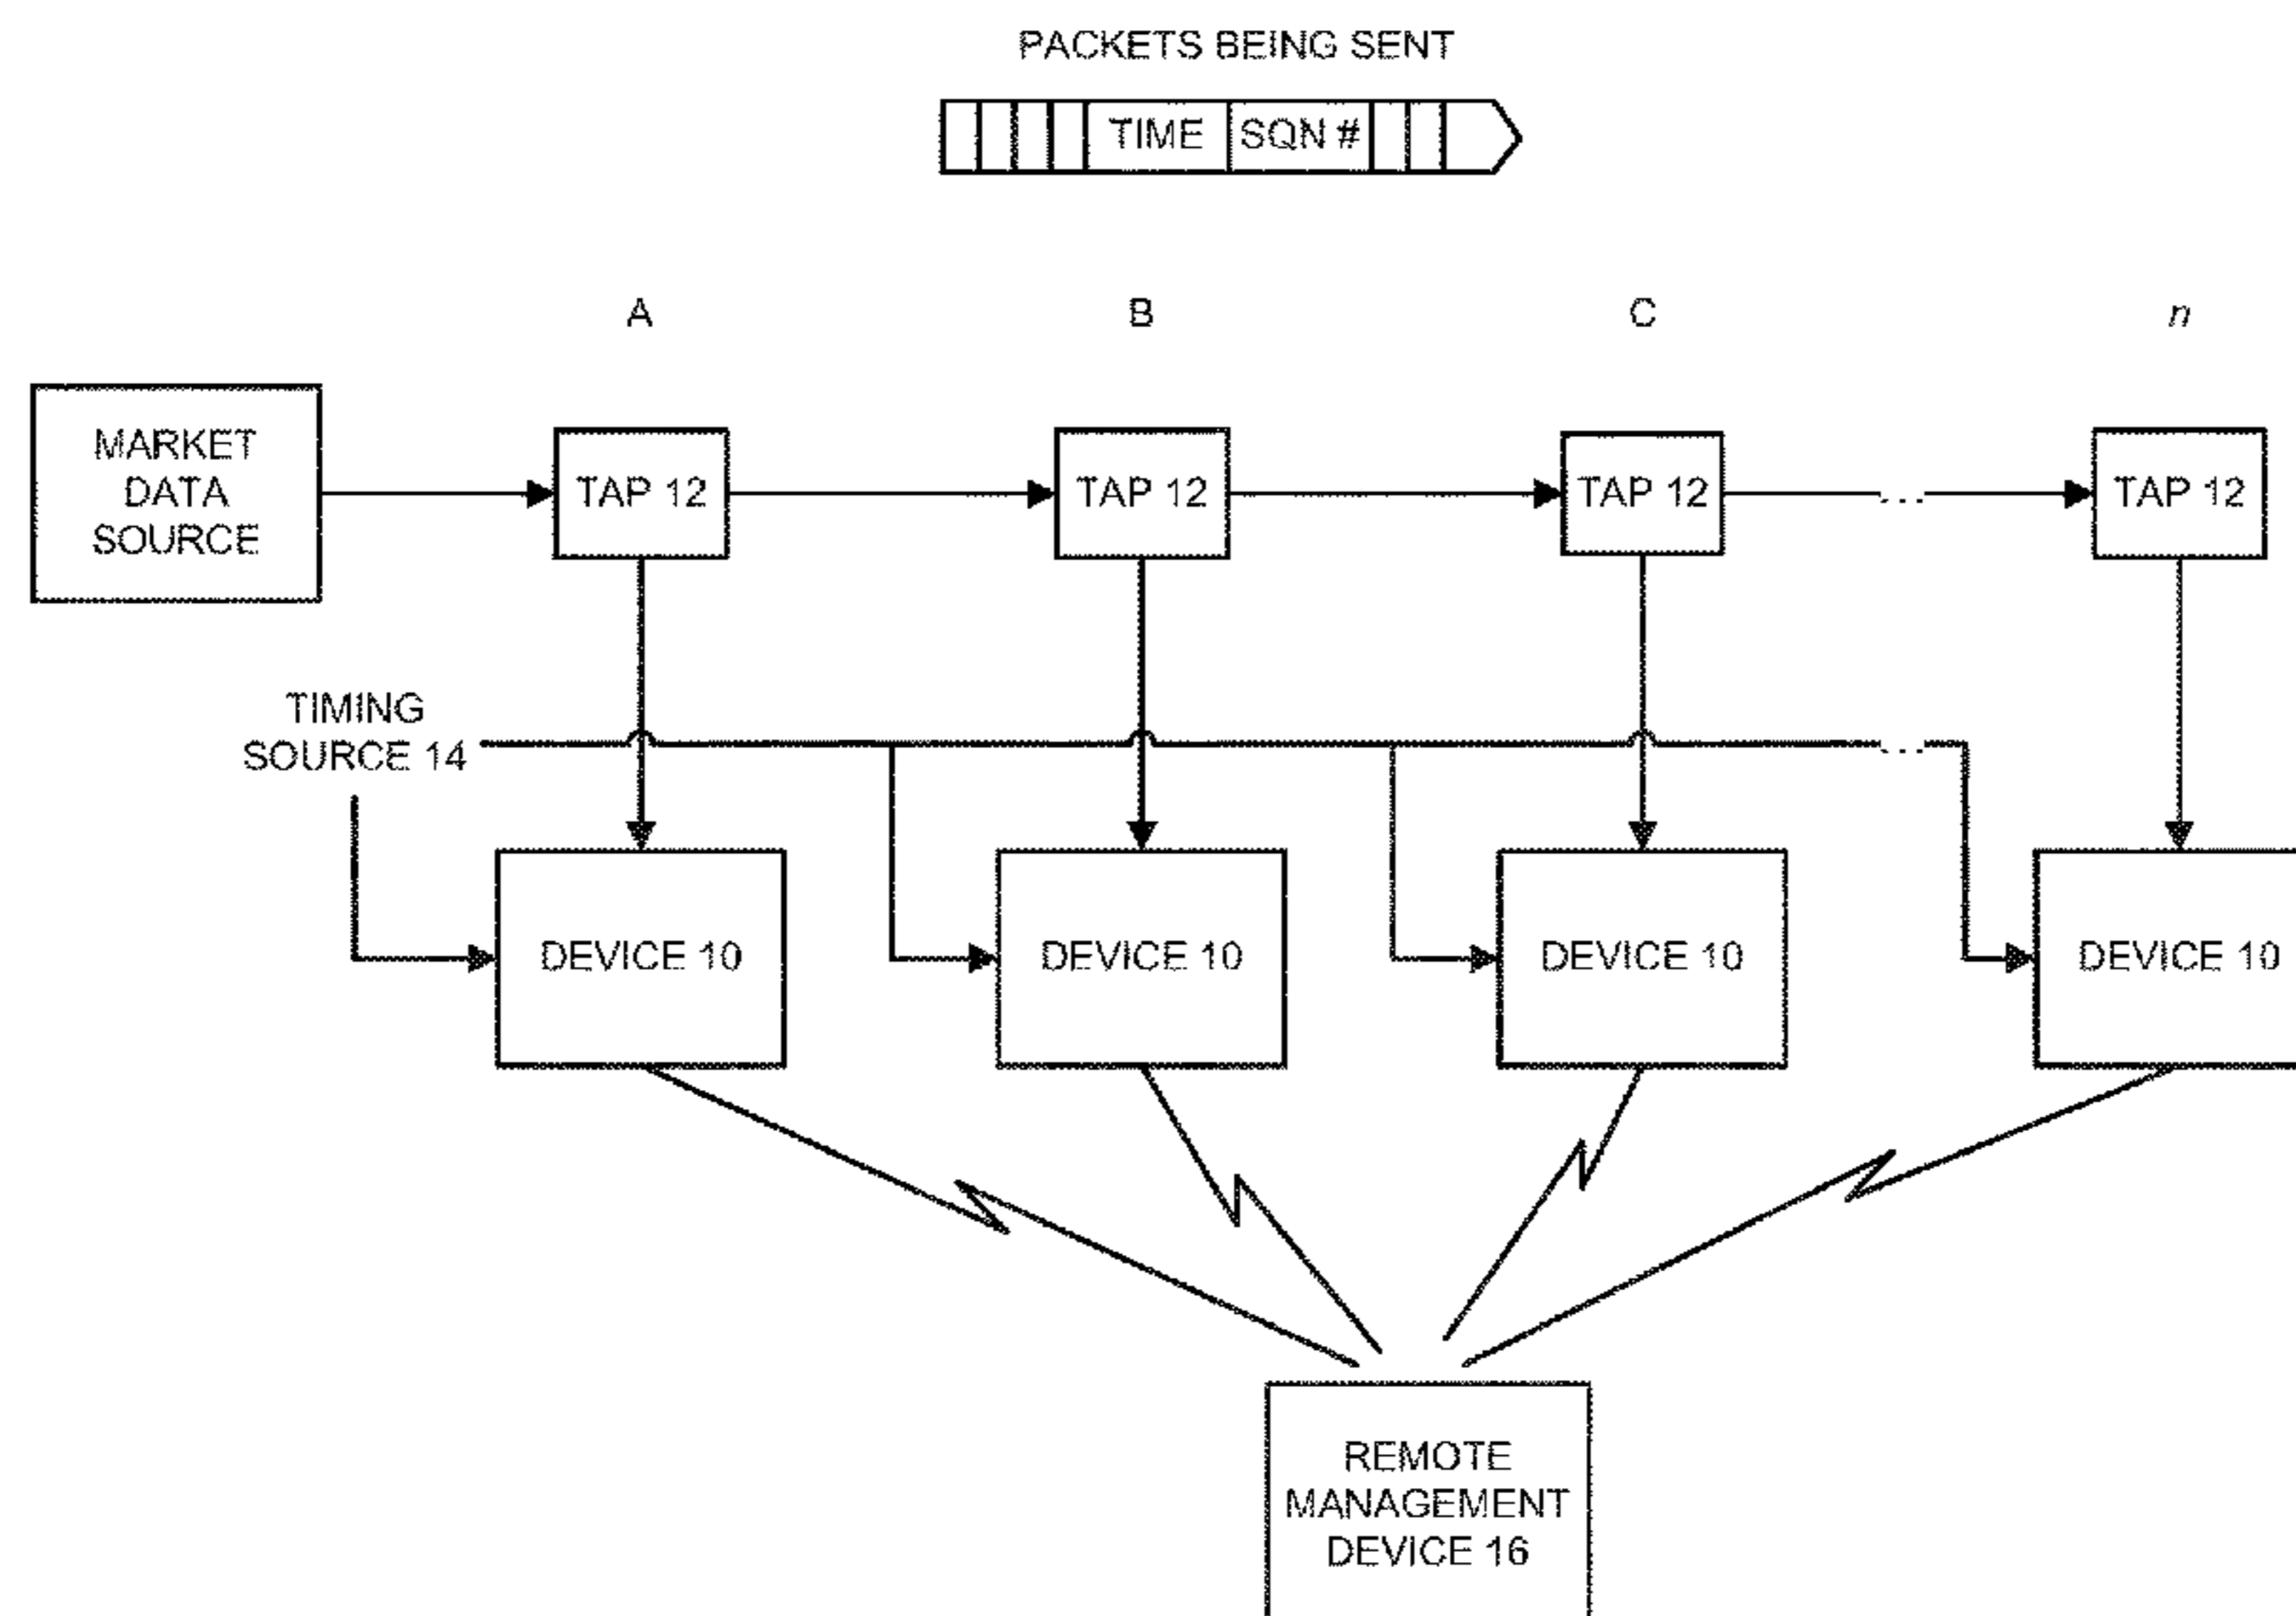 PACKETS BEING SENT
TIME SQN #
A B C n
MARKET
DATA
SOURCE
TAP 12 TAP 12 TAP 12 TAP 12
...
TIMING
SOURCE 14
...
DEVICE 10 DEVICE 10 DEVICE 10 DEVICE 10
REMOTE
MANAGEMENT
DEVICE 16